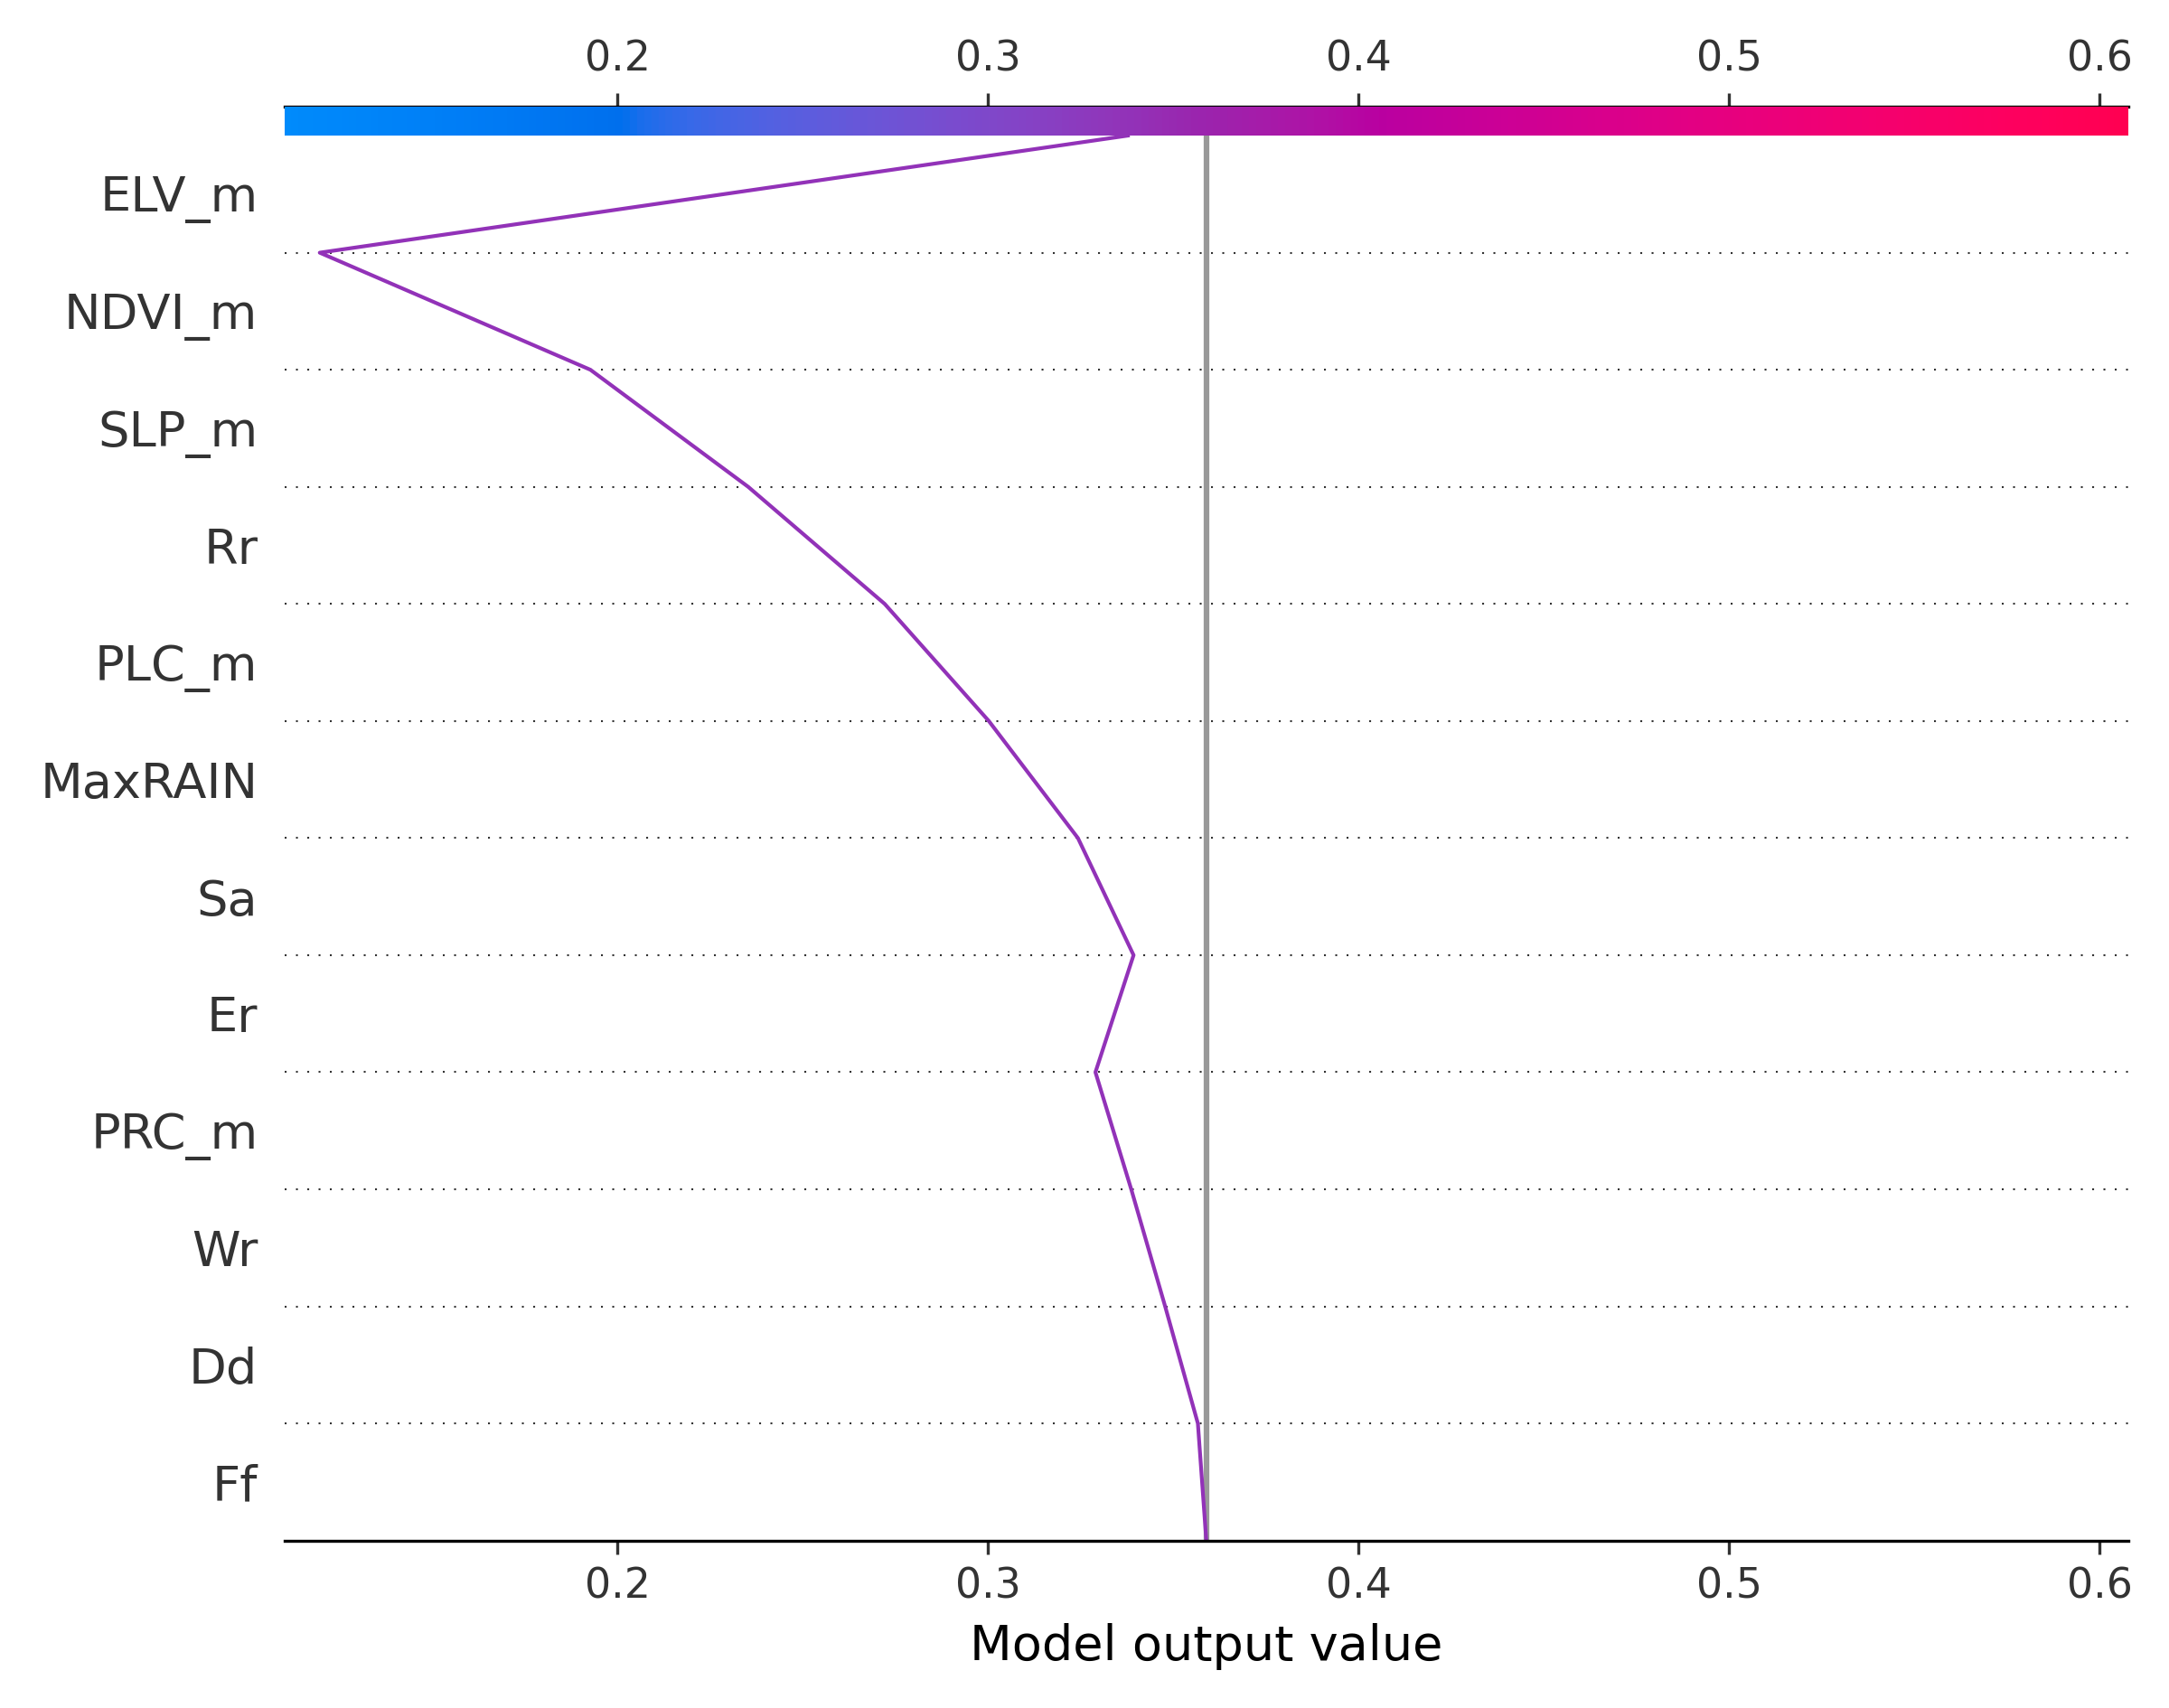 0.2 0.3 0.4 0.5 0.6
ELV_m
NDVI_m
SLP_m
Rr
PLC_m
MaxRAIN
Sa
Er
PRC_m
Wr
Dd
Ff
0.2 0.3 0.4 0.5 0.6
Model output value